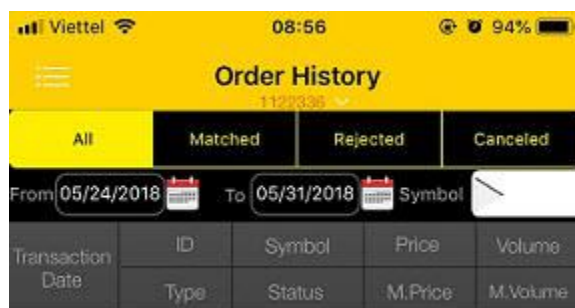 Viettel 08:56 94%
Order History
1122336
All Matched Rejected Canceled
From 05/24/2018 To 05/31/2018 Symbol
Transaction Date ID Symbol Price Volume
Type Status M.Price M.Volume